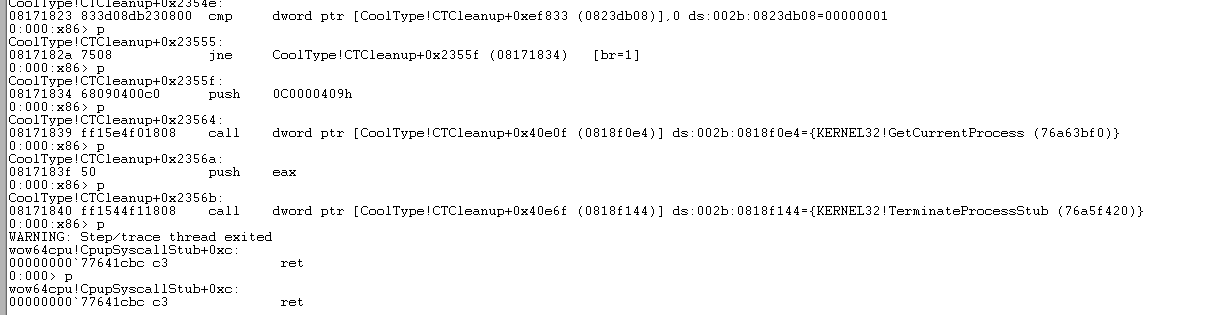 CoolType!CTCleanup+0x2354e:
08171823 833d08db230800 cmp     dword ptr [CoolType!CTCleanup+0xef833 (0823db08)],0 ds:002b:0823db08=00000001
0:000:x86> p
CoolType!CTCleanup+0x23555:
0817182a 7508           jne     CoolType!CTCleanup+0x2355f (08171834)   [br=1]
0:000:x86> p
CoolType!CTCleanup+0x2355f:
08171834 68090400c0     push    0C0000409h
0:000:x86> p
CoolType!CTCleanup+0x23564:
08171839 ff15e4f01808   call    dword ptr [CoolType!CTCleanup+0x40e0f (0818f0e4)] ds:002b:0818f0e4={KERNEL32!GetCurrentProcess (76a63bf0)}
0:000:x86> p
CoolType!CTCleanup+0x2356a:
0817183f 50             push    eax
0:000:x86> p
CoolType!CTCleanup+0x2356b:
08171840 ff1544f11808   call    dword ptr [CoolType!CTCleanup+0x40e6f (0818f144)] ds:002b:0818f144={KERNEL32!TerminateProcessStub (76a5f420)}
0:000:x86> p
WARNING: Step/trace thread exited
wow64cpu!CpupSyscallStub+0xc:
00000000`77641cbc c3              ret
0:000> p
wow64cpu!CpupSyscallStub+0xc:
00000000`77641cbc c3              ret